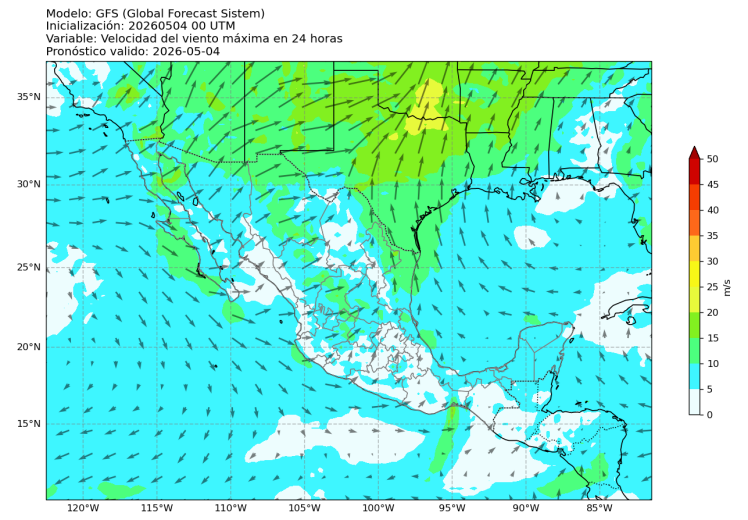 Modelo: GFS (Global Forecast Sistem)
Inicialización: 20260504 00 UTM
Variable: Velocidad del viento máxima en 24 horas
Pronóstico valido: 2026-05-04
35°N
30°N
25°N
20°N
15°N
120°W
115°W
110°W
105°W
100°W
95°W
90°W
85°W
50
45
40
35
30
25
20
15
10
5
0
m/s